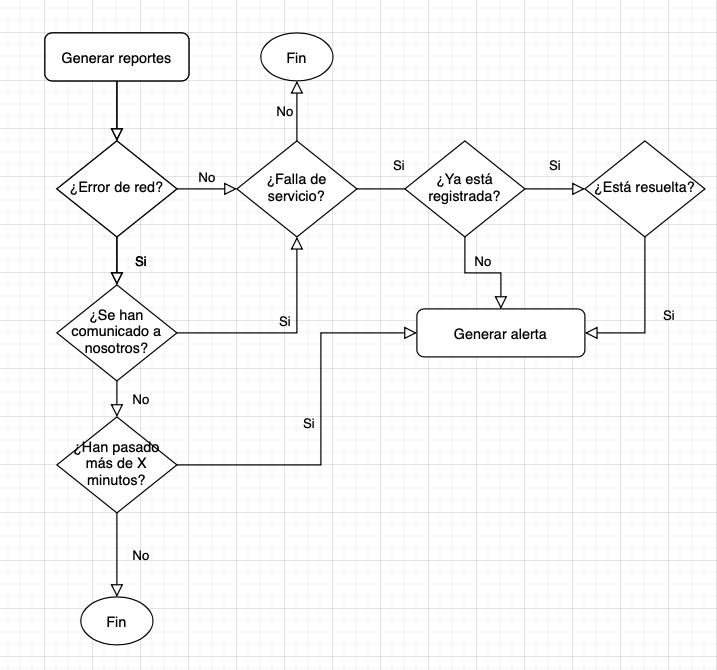 Generar reportes
Fin
No
¿Error de red?
No
¿Falla de
servicio?
Si
¿Ya está
registrada?
Si
¿Está resuelta?
Si
No
¿Se han
comunicado a
nosotros?
Si
Generar alerta
Si
No
¿Han pasado
más de X
minutos?
Si
No
Fin